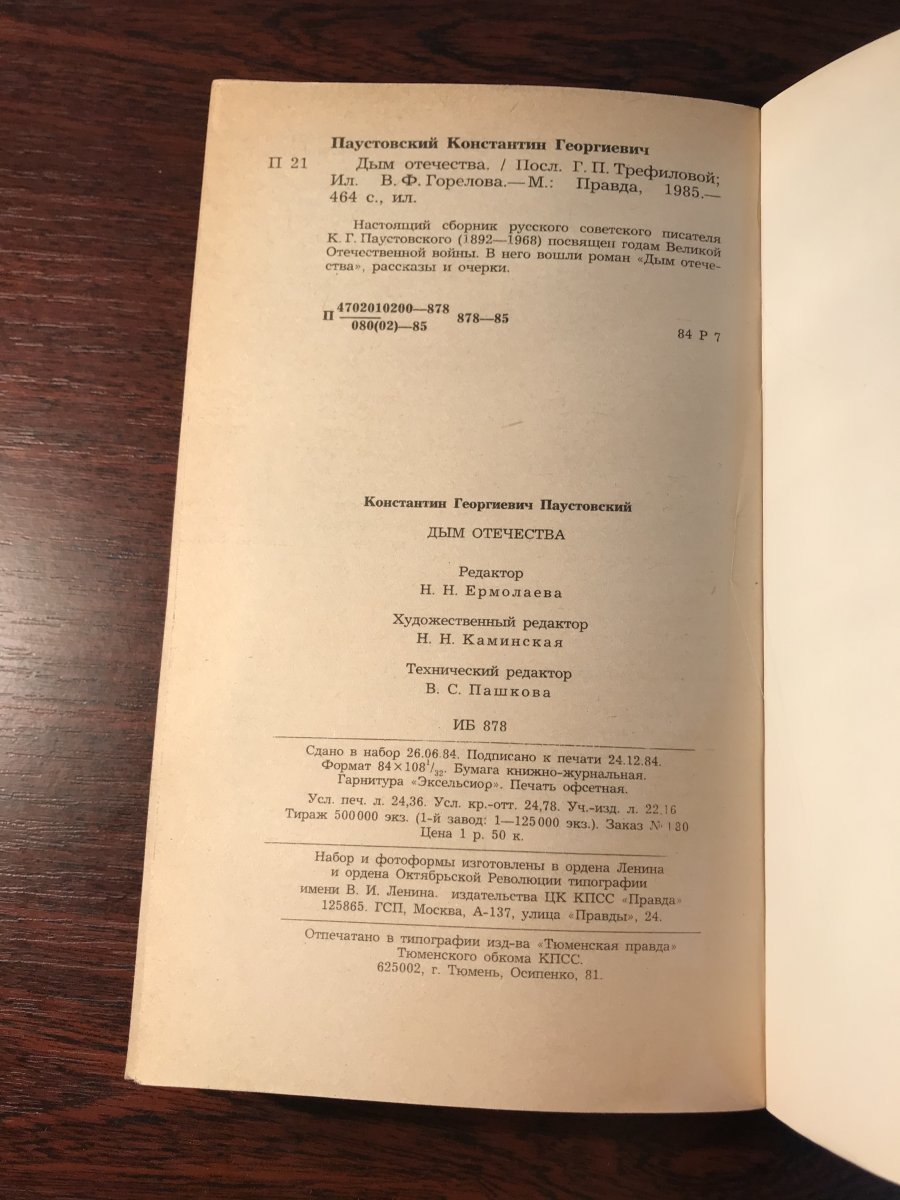 Паустовский Константин Георгиевич
П 21 Дым отечества. / Посл. Г. П. Трефиловой;
Ил. В. Ф. Горелова.—М.: Правда, 1985.—
464 с., ил.
Настоящий сборник русского советского писателя
К. Г. Паустовского (1892—1968) посвящен годам Великой
Отечественной войны. В него вошли роман «Дым отече-
ства», рассказы и очерки.
П 4702010200—878 878—85
080(02)—85
84 Р 7
Константин Георгиевич Паустовский
ДЫМ ОТЕЧЕСТВА
Редактор
Н. Н. Ермолаева
Художественный редактор
Н. Н. Каминская
Технический редактор
В. С. Пашкова
ИБ 878
Сдано в набор 26.06.84. Подписано к печати 24.12.84.
Формат 84×108¹/₃₂. Бумага книжно-журнальная.
Гарнитура «Эксельсиор». Печать офсетная.
Усл. печ. л. 24,36. Усл. кр.-отт. 24,78. Уч.-изд. л. 22.16
Тираж 500000 экз. (1-й завод: 1—125000 экз.). Заказ №
Цена 1 р. 50 к.
Набор и фотоформы изготовлены в ордена Ленина
и ордена Октябрьской Революции типографии
имени В. И. Ленина. издательства ЦК КПСС «Правда»
125865. ГСП, Москва, А-137, улица «Правды», 24.
Отпечатано в типографии изд-ва «Тюменская правда»
Тюменского обкома КПСС.
625002, г. Тюмень, Осипенко, 81.